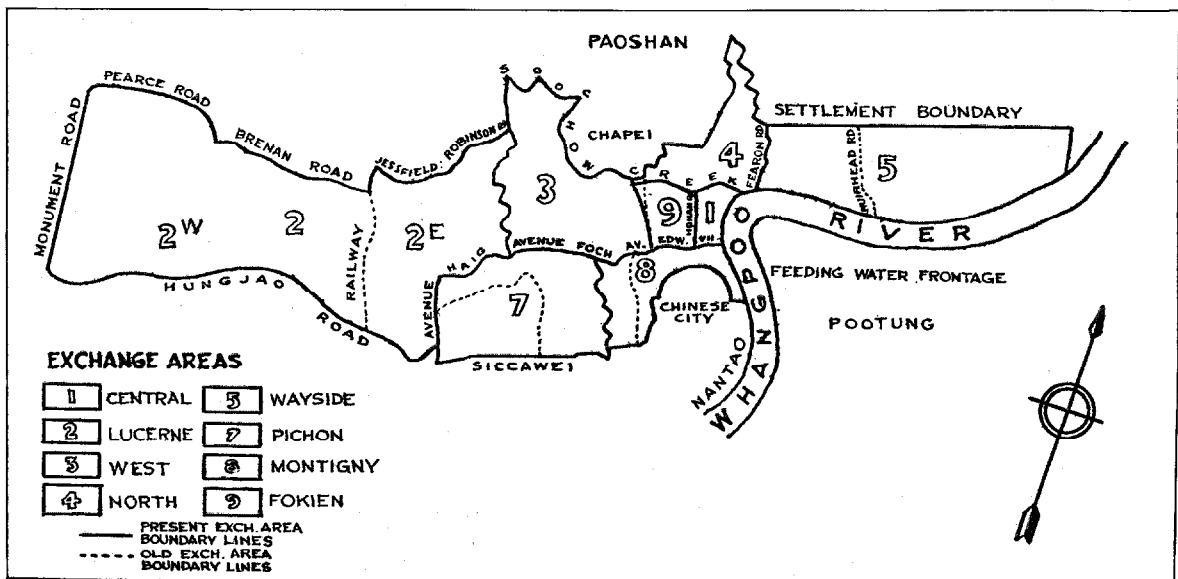 PAOSHAN
SOOCHOW CREEK
PEARCE ROAD
MONUMENT ROAD
BRENAN ROAD
JESSFIELD. ROBINSON RD.
CHAPEI
SETTLEMENT BOUNDARY
FEARON RD
MUIRHEAD RD
4
5
3
9
1
2W
2
2E
HONAN R.
RAILWAY
AVENUE HAIG
AVENUE FOCH
AV. EDW. VII.
8
7
HUNGJAO ROAD
SICCAWEI
CHINESE
CITY
NANTAO
WHANGPOO RIVER
FEEDING WATER FRONTAGE
POOTUNG
EXCHANGE AREAS
1 CENTRAL
2 LUCERNE
3 WEST
4 NORTH
5 WAYSIDE
7 PICHON
8 MONTIGNY
9 FOKIEN
PRESENT EXCH. AREA
BOUNDARY LINES
OLD EXCH. AREA
BOUNDARY LINES